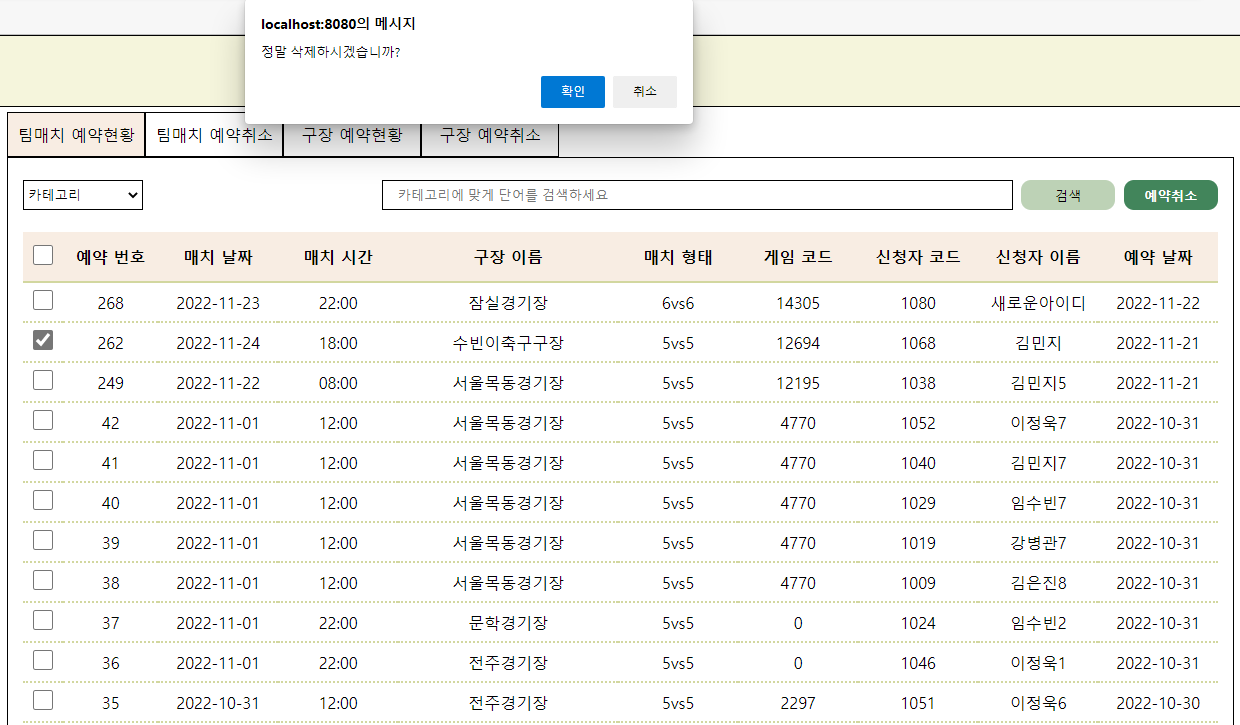 localhost:8080의 메시지
정말 삭제하시겠습니까?
확인 취소
팀매치 예약현황 팀매치 예약취소 구장 예약현황 구장 예약취소
카테고리 카테고리에 맞게 단어를 검색하세요 검색 예약취소
예약 번호 매치 날짜 매치 시간 구장 이름 매치 형태 게임 코드 신청자 코드 신청자 이름 예약 날짜
268 2022-11-23 22:00 잠실경기장 6vs6 14305 1080 새로운아이디 2022-11-22
262 2022-11-24 18:00 수빈이축구구장 5vs5 12694 1068 김민지 2022-11-21
249 2022-11-22 08:00 서울목동경기장 5vs5 12195 1038 김민지5 2022-11-21
42 2022-11-01 12:00 서울목동경기장 5vs5 4770 1052 이정욱7 2022-10-31
41 2022-11-01 12:00 서울목동경기장 5vs5 4770 1040 김민지7 2022-10-31
40 2022-11-01 12:00 서울목동경기장 5vs5 4770 1029 임수빈7 2022-10-31
39 2022-11-01 12:00 서울목동경기장 5vs5 4770 1019 강병관7 2022-10-31
38 2022-11-01 12:00 서울목동경기장 5vs5 4770 1009 김은진8 2022-10-31
37 2022-11-01 22:00 문학경기장 5vs5 0 1024 임수빈2 2022-10-31
36 2022-11-01 22:00 전주경기장 5vs5 0 1046 이정욱1 2022-10-31
35 2022-10-31 12:00 전주경기장 5vs5 2297 1051 이정욱6 2022-10-30